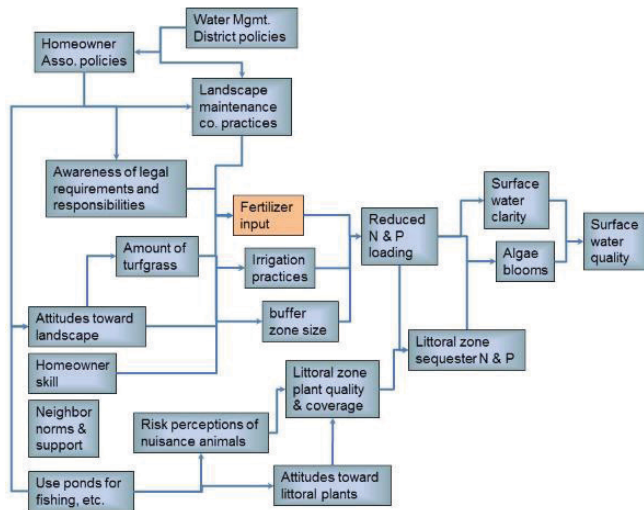 Water Mgmt.
District policies
Homeowner
Asso. policies
Landscape
maintenance
co. practices
Awareness of legal
requirements and
responsibilities
Fertilizer
input
Reduced
N & P
loading
Surface
water
clarity
Surface
water
quality
Amount of
turfgrass
Irrigation
practices
Algae
blooms
Attitudes toward
landscape
buffer
zone size
Littoral zone
sequester N & P
Homeowner
skill
Littoral zone
plant quality
& coverage
Neighbor
norms &
support
Risk perceptions of
nuisance animals
Use ponds for
fishing, etc.
Attitudes toward
littoral plants